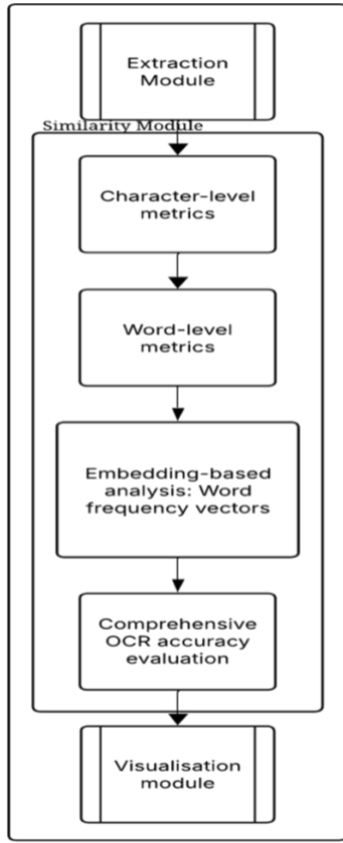 Extraction
Module
Similarity Module
Character-level
metrics
Word-level
metrics
Embedding-based
analysis: Word
frequency vectors
Comprehensive
OCR accuracy
evaluation
Visualisation
module